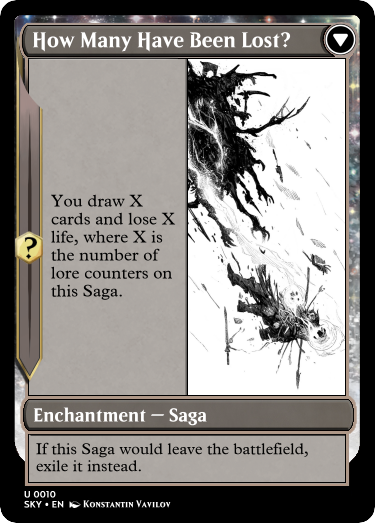 How Many Have Been Lost?
You draw X
cards and lose X
life, where X is
the number of
lore counters on
this Saga.
?
Enchantment — Saga
If this Saga would leave the battlefield,
exile it instead.
U 0010
SKY • EN Konstantin Vavilov